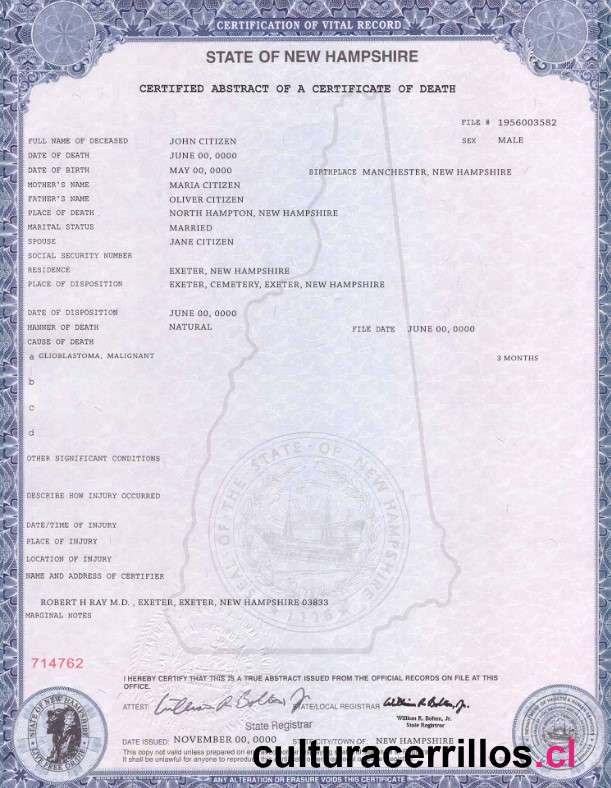 CERTIFICATION OF VITAL RECORD
STATE OF NEW HAMPSHIRE
CERTIFIED ABSTRACT OF A CERTIFICATE OF DEATH
FILE # 1956003582
FULL NAME OF DECEASED JOHN CITIZEN SEX MALE
DATE OF DEATH JUNE 00, 0000
DATE OF BIRTH MAY 00, 0000 BIRTHPLACE MANCHESTER, NEW HAMPSHIRE
MOTHER'S NAME MARIA CITIZEN
FATHER'S NAME OLIVER CITIZEN
PLACE OF DEATH NORTH HAMPTON, NEW HAMPSHIRE
MARITAL STATUS MARRIED
SPOUSE JANE CITIZEN
SOCIAL SECURITY NUMBER
RESIDENCE EXETER, NEW HAMPSHIRE
PLACE OF DISPOSITION EXETER, CEMETERY, EXETER, NEW HAMPSHIRE
DATE OF DISPOSITION JUNE 00, 0000
MANNER OF DEATH NATURAL FILE DATE JUNE 00, 0000
CAUSE OF DEATH
a GLIOBLASTOMA, MALIGNANT 3 MONTHS
b
c
d
OTHER SIGNIFICANT CONDITIONS
DESCRIBE HOW INJURY OCCURRED
DATE/TIME OF INJURY
PLACE OF INJURY
LOCATION OF INJURY
NAME AND ADDRESS OF CERTIFIER
ROBERT H RAY M.D. , EXETER, EXETER, NEW HAMPSHIRE 03833
MARGINAL NOTES
SEAL OF THE STATE OF NEW HAMPSHIRE
714762
I HEREBY CERTIFY THAT THIS IS A TRUE ABSTRACT ISSUED FROM THE OFFICIAL RECORDS ON FILE AT THIS
OFFICE.
ATTEST: William R Bolton, Jr. STATE/LOCAL REGISTRAR William R. Bolton, Jr.
William R. Bolton, Jr.
State Registrar
State Registrar
DATE ISSUED: NOVEMBER 00, 0000 CITY/TOWN OF NEW HAMPSHIRE
This copy not valid unless prepared on
It shall be unlawful for anyone to reproduce
culturacerrillos.cl
STATE OF NEW HAMPSHIRE
ANY ALTERATION OR ERASURE VOIDS THIS CERTIFICATE